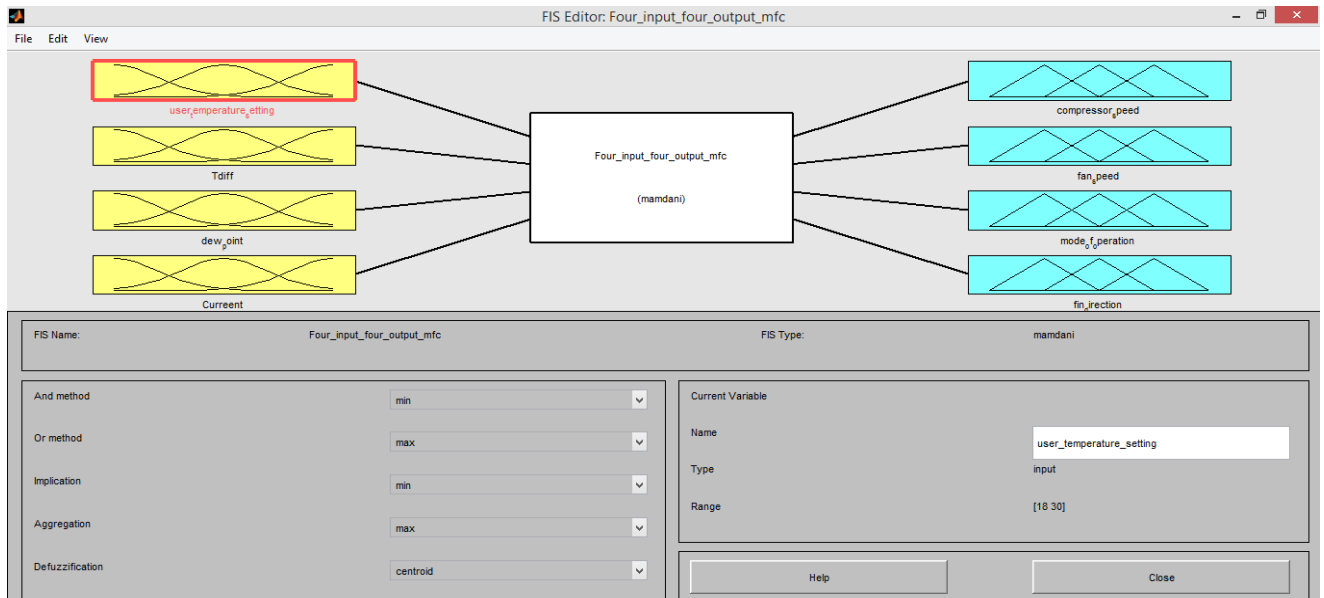 FIS Editor: Four_input_four_output_mfc
File Edit View
user_temperature_setting
compressor_speed
Four_input_four_output_mfc
Tdiff
fan_speed
(mamdani)
dew_point
mode_of_operation
Curreent
fin_direction
FIS Name: Four_input_four_output_mfc FIS Type: mamdani
And method min
Or method max
Implication min
Aggregation max
Defuzzification centroid
Current Variable
Name user_temperature_setting
Type input
Range [18 30]
Help Close